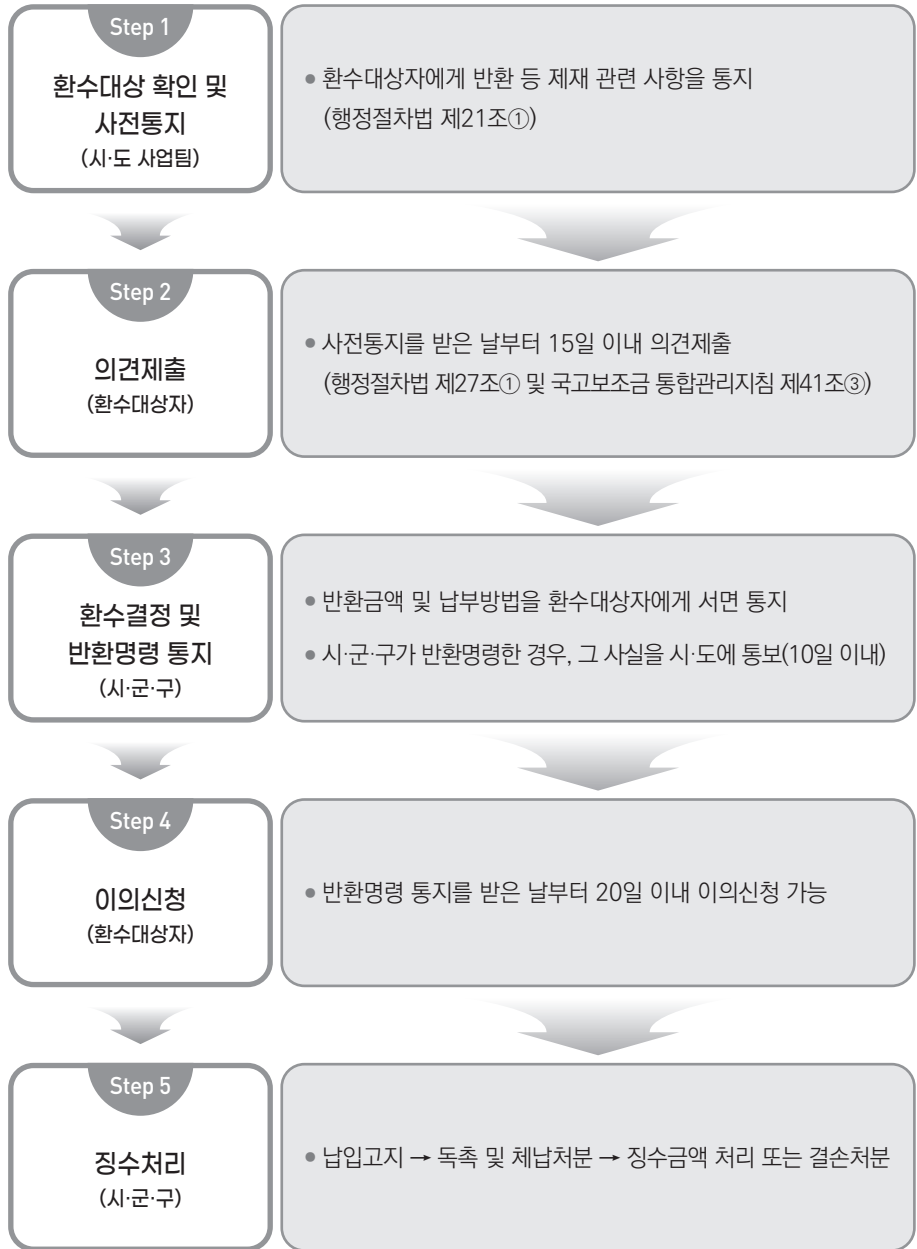 Step 1
환수대상 확인 및
사전통지
(시·도 사업팀)
• 환수대상자에게 반환 등 제재 관련 사항을 통지
(행정절차법 제21조①)
Step 2
의견제출
(환수대상자)
• 사전통지를 받은 날부터 15일 이내 의견제출
(행정절차법 제27조① 및 국고보조금 통합관리지침 제41조③)
Step 3
환수결정 및
반환명령 통지
(시·군·구)
• 반환금액 및 납부방법을 환수대상자에게 서면 통지
• 시·군·구가 반환명령한 경우, 그 사실을 시·도에 통보(10일 이내)
Step 4
이의신청
(환수대상자)
• 반환명령 통지를 받은 날부터 20일 이내 이의신청 가능
Step 5
징수처리
(시·군·구)
• 납입고지 → 독촉 및 체납처분 → 징수금액 처리 또는 결손처분